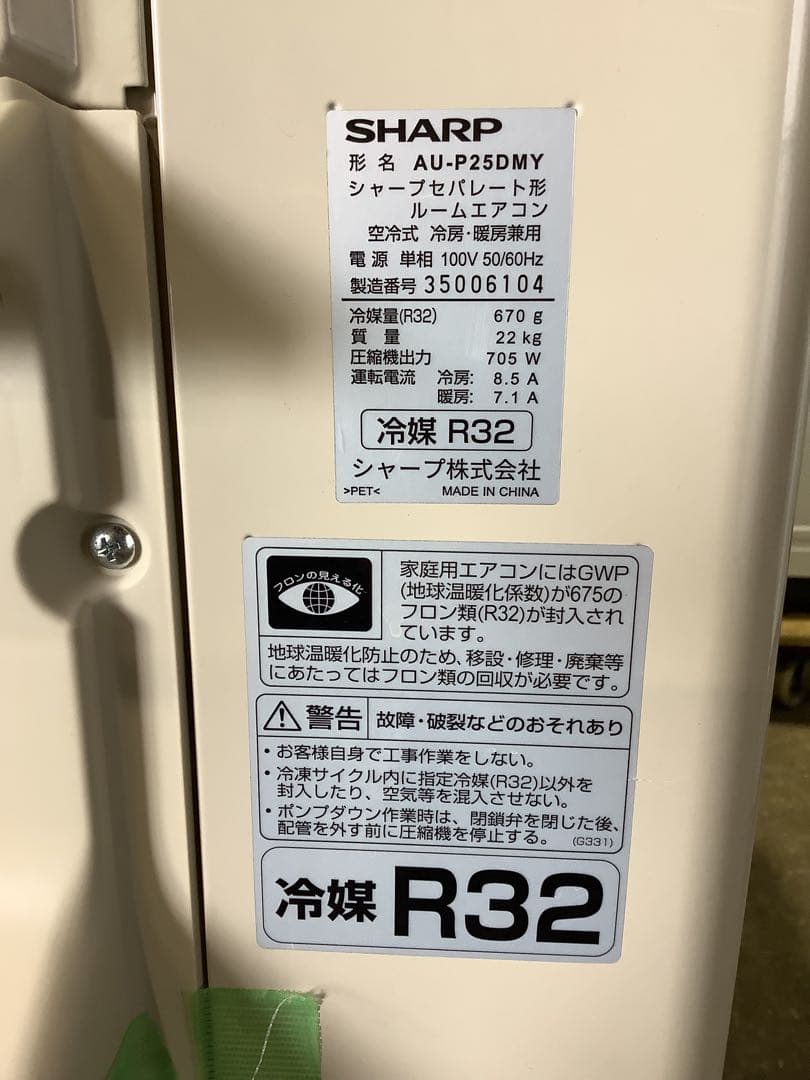 SHARP
形名 AU-P25DMY
シャープセパレート形
ルームエアコン
空冷式 冷房・暖房兼用
電源 単相 100V 50/60Hz
製造番号 35006104
冷媒量(R32) 670 g
質量 22 kg
圧縮機出力 705 W
運転電流 冷房: 8.5 A
暖房: 7.1 A
冷媒 R32
シャープ株式会社
>PET< MADE IN CHINA
フロンの見える化
家庭用エアコンにはGWP
(地球温暖化係数)が675の
フロン類(R32)が封入され
ています。
地球温暖化防止のため、移設・修理・廃棄等
にあたってはフロン類の回収が必要です。
警告 故障・破裂などのおそれあり
・お客様自身で工事作業をしない。
・冷凍サイクル内に指定冷媒(R32)以外を
封入したり、空気等を混入させない。
・ポンプダウン作業時は、閉鎖弁を閉じた後、
配管を外す前に圧縮機を停止する。 (G331)
冷媒 R32